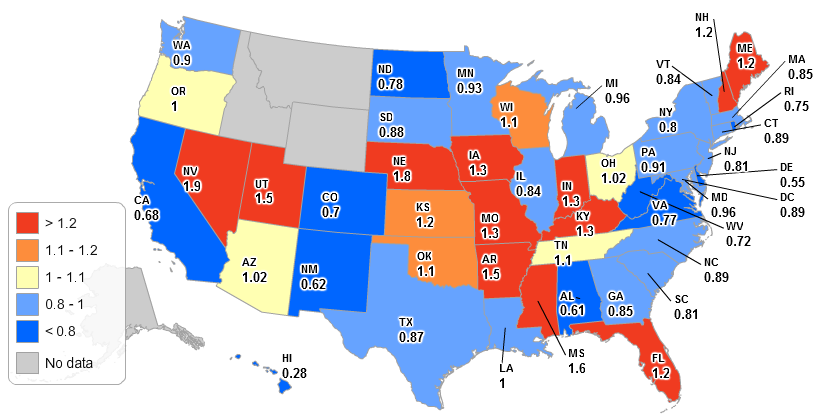 NH
1.2
WA
0.9
ME
1.2
MA
0.85
ND
0.78
MN
0.93
VT
0.84
RI
0.75
OR
1
MI
0.96
WI
1.1
NY
0.8
CT
0.89
SD
0.88
NJ
0.81
PA
0.91
NE
1.8
IA
1.3
OH
1.02
DE
0.55
NV
1.9
UT
1.5
IL
0.84
IN
1.3
MD
0.96
DC
0.89
CA
0.68
CO
0.7
KS
1.2
MO
1.3
KY
1.3
VA
0.77
WV
0.72
> 1.2
1.1 - 1.2
1 - 1.1
0.8 - 1
< 0.8
No data
AZ
1.02
NM
0.62
OK
1.1
AR
1.5
TN
1.1
NC
0.89
SC
0.81
TX
0.87
AL
0.61
GA
0.85
HI
0.28
LA
1
MS
1.6
FL
1.2